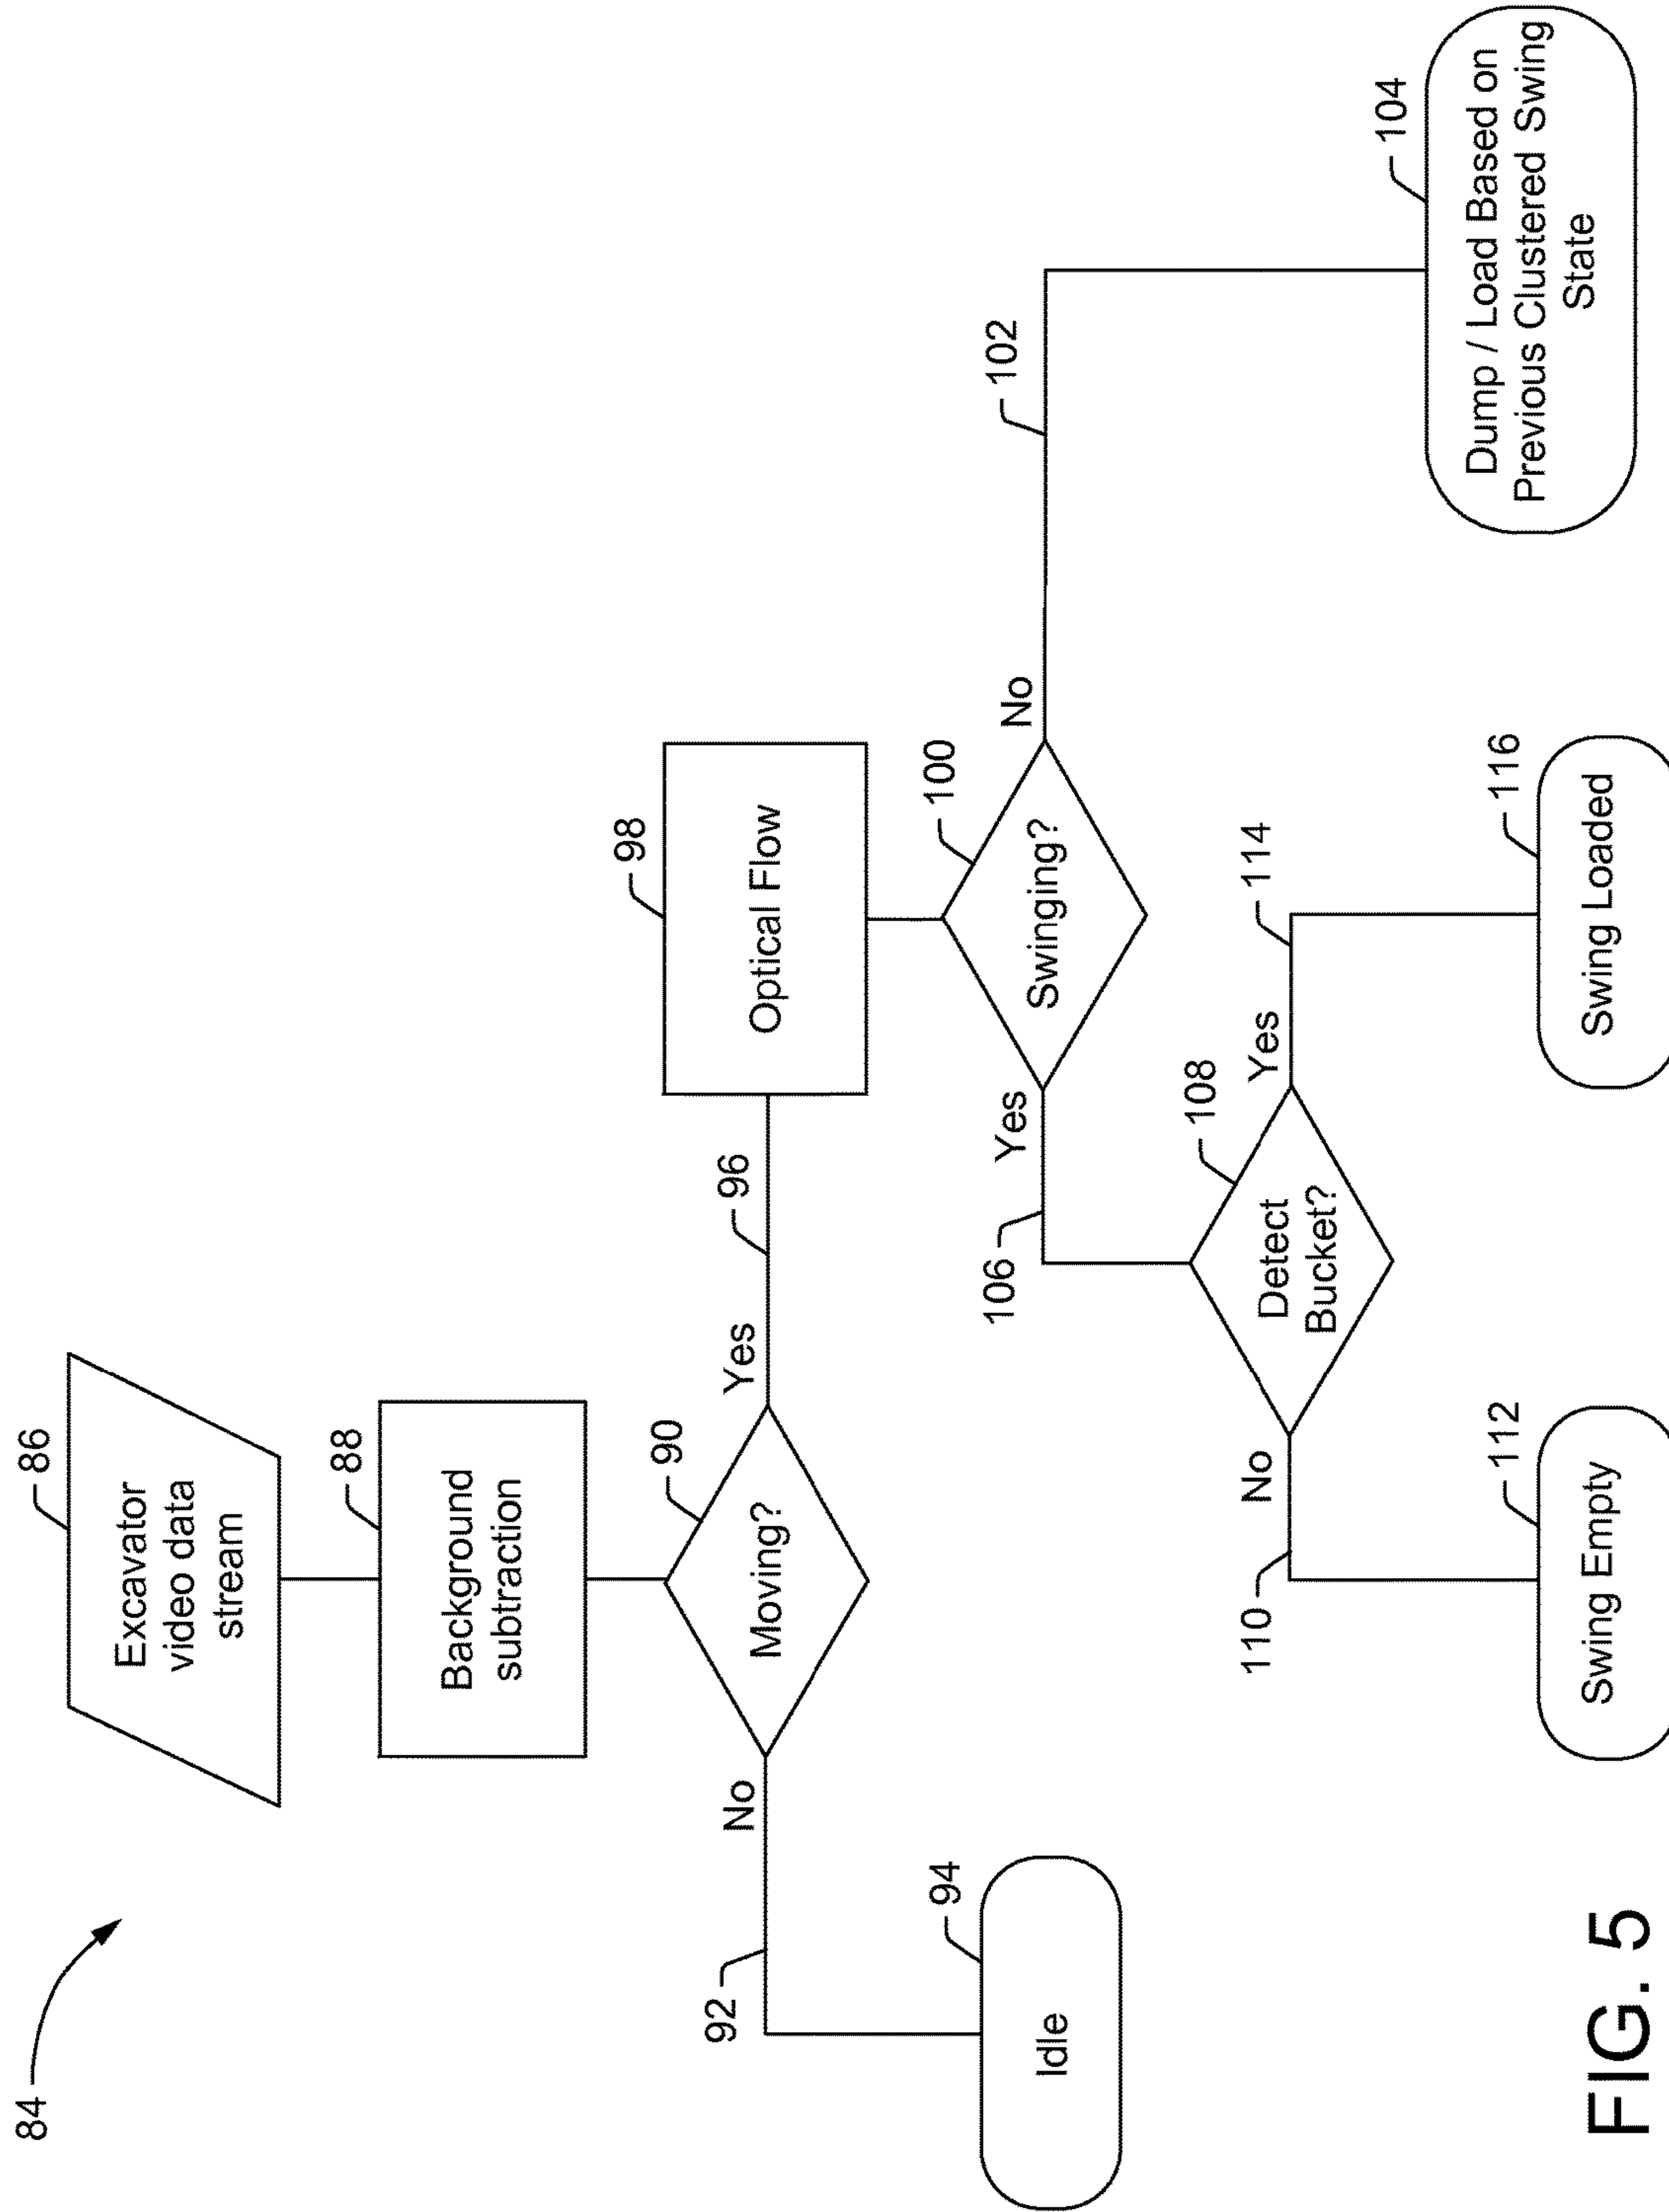 84
86
Excavator
video data
stream
88
Background
subtraction
90
Moving?
No
92
94
Idle
Yes
96
98
Optical Flow
100
Swinging?
No
102
104
Dump / Load Based on
Previous Clustered Swing
State
Yes
106
108
Detect
Bucket?
No
110
112
Swing Empty
Yes
114
116
Swing Loaded
FIG. 5